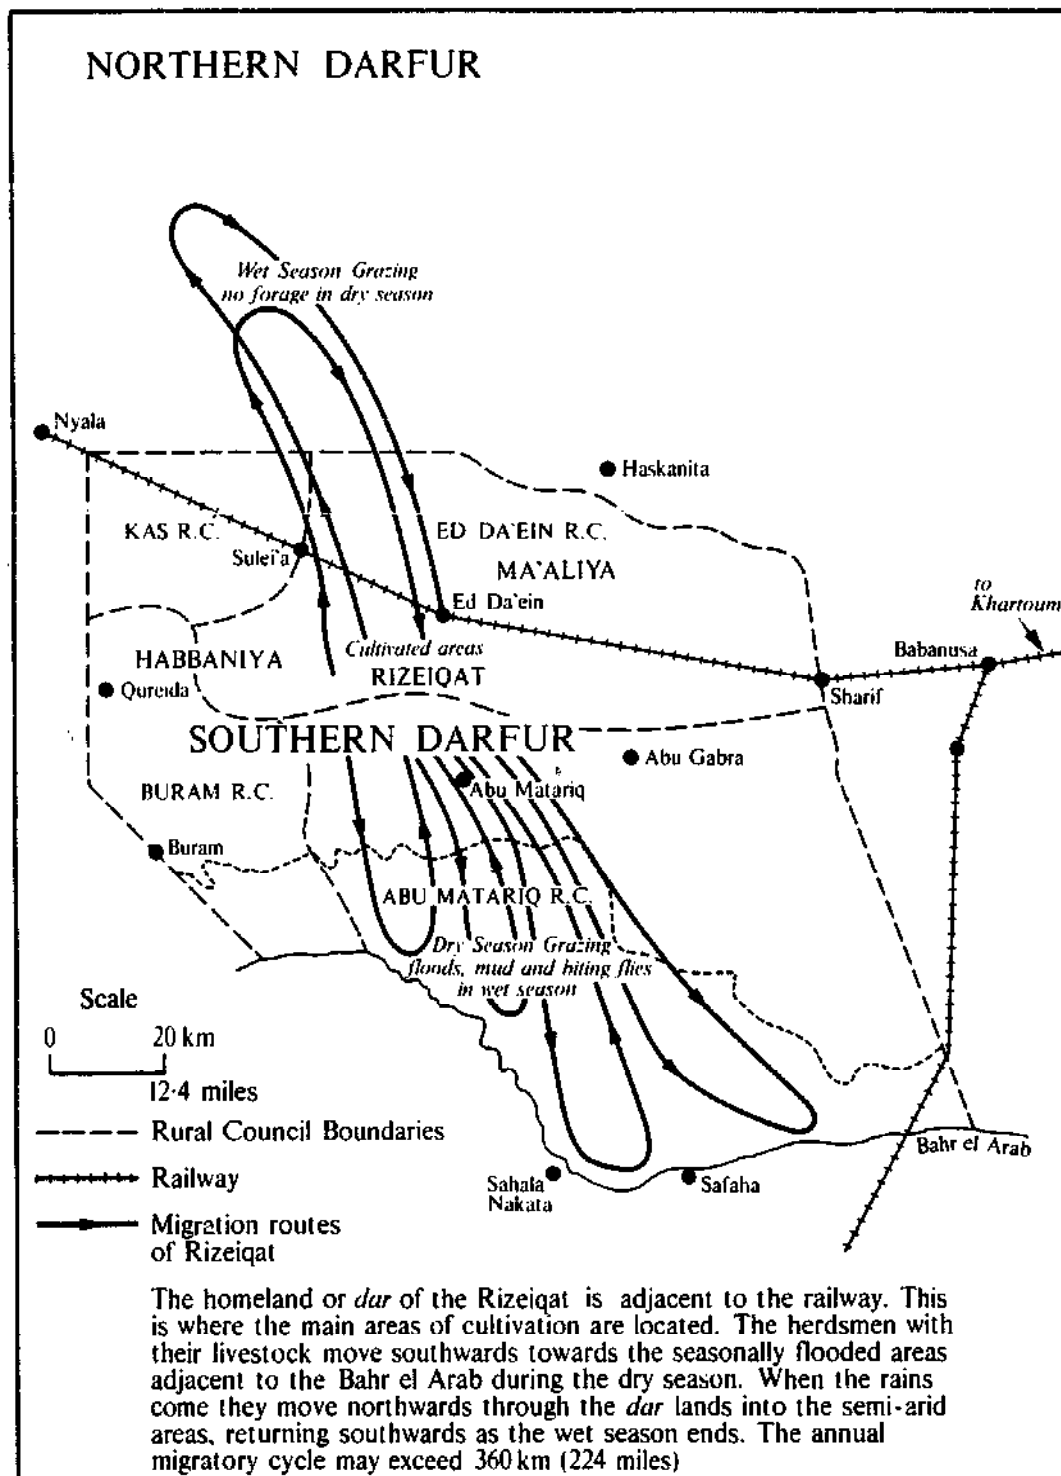 NORTHERN DARFUR
Wet Season Grazing
no forage in dry season
Nyala
Haskanita
KAS R.C.
ED DA'EIN R.C.
Sulei'a
MA'ALIYA
to
Khartoum
Ed Da'ein
Cultivated areas
Babanusa
HABBANIYA
RIZEIQAT
Qureida
Sharif
SOUTHERN DARFUR
Abu Gabra
BURAM R.C.
Abu Matariq
Buram
ABU MATARIQ R.C.
Dry Season Grazing
floods, mud and biting flies
in wet season
Scale
0 20 km
12·4 miles
Rural Council Boundaries
Bahr el Arab
Railway
Sahala
Nakata
Safaha
Migration routes
of Rizeiqat
The homeland or dar of the Rizeiqat is adjacent to the railway. This
is where the main areas of cultivation are located. The herdsmen with
their livestock move southwards towards the seasonally flooded areas
adjacent to the Bahr el Arab during the dry season. When the rains
come they move northwards through the dar lands into the semi-arid
areas, returning southwards as the wet season ends. The annual
migratory cycle may exceed 360 km (224 miles)